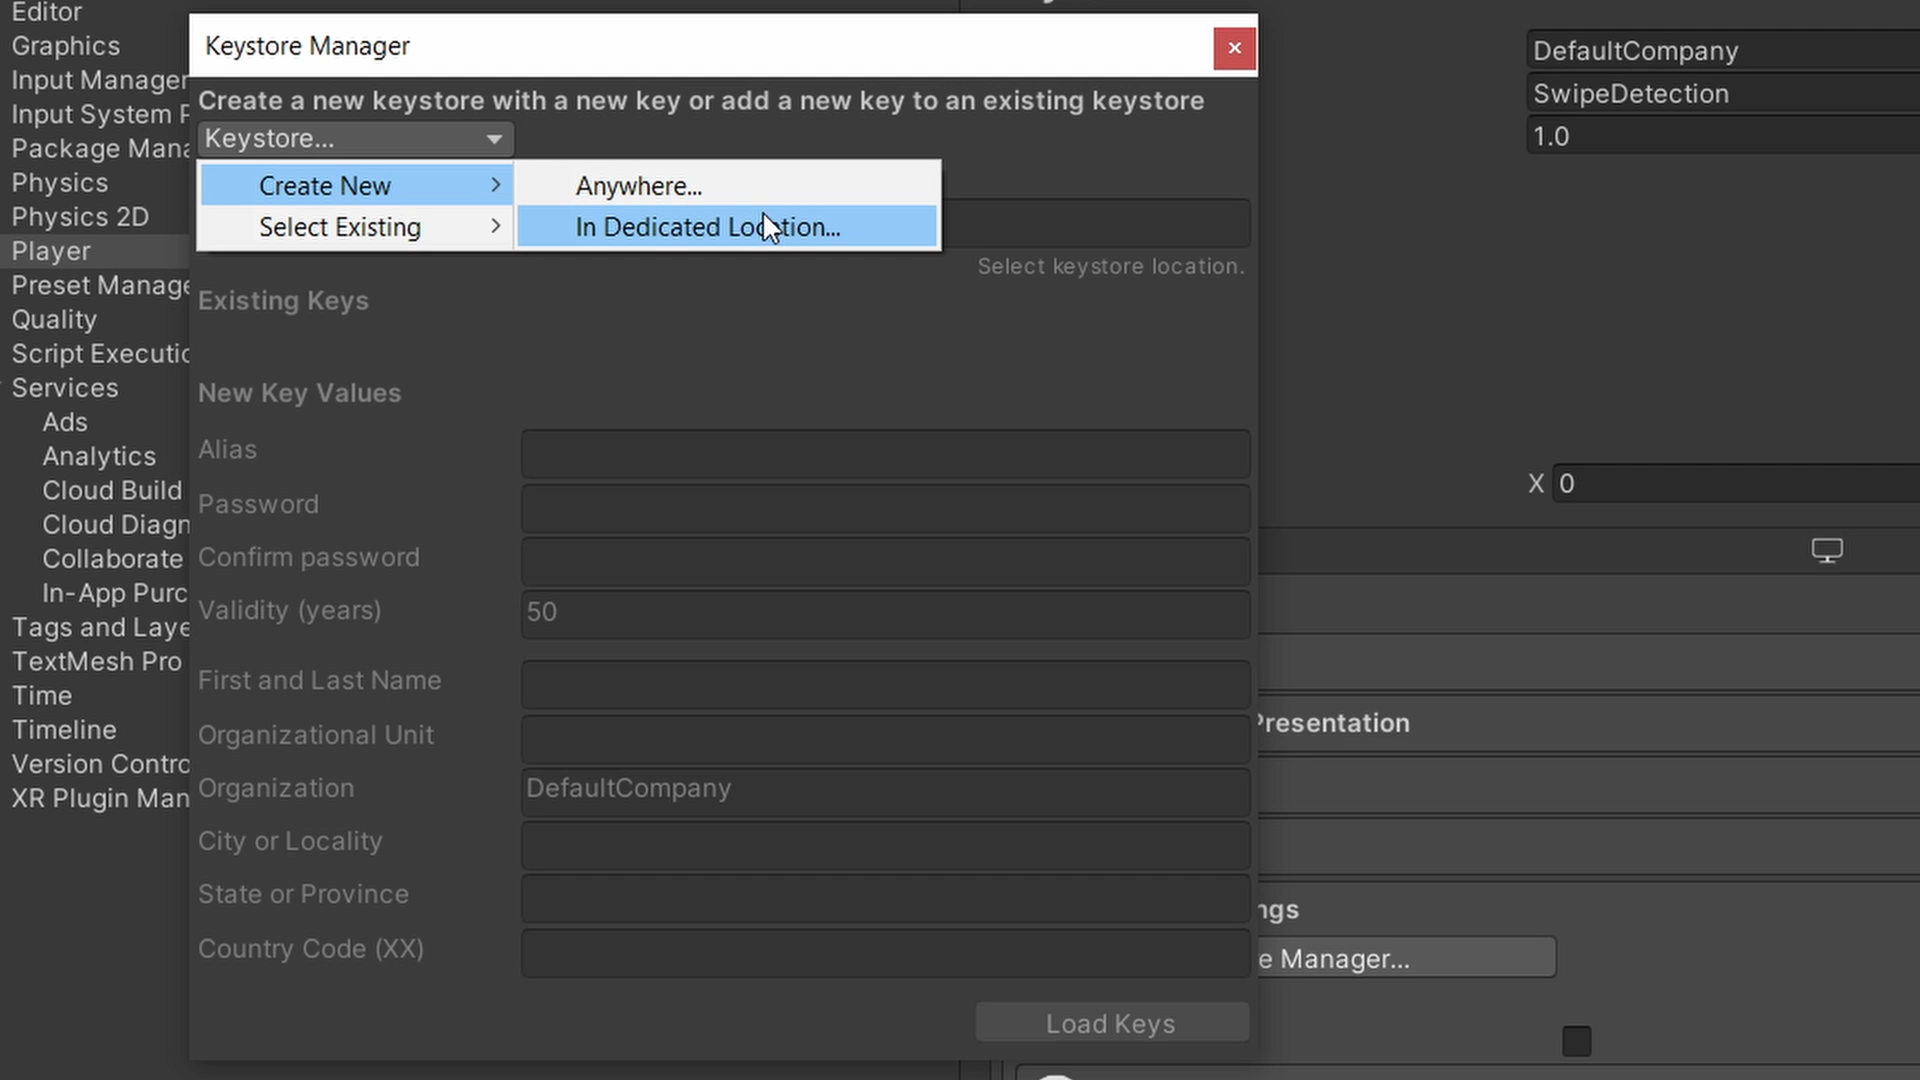 Editor
Graphics
Input Manager
Input System P
Package Mana
Physics
Physics 2D
Player
Preset Manage
Quality
Script Executio
Services
Ads
Analytics
Cloud Build
Cloud Diagn
Collaborate
In-App Purc
Tags and Laye
TextMesh Pro
Time
Timeline
Version Contro
XR Plugin Man
Keystore Manager
Create a new keystore with a new key or add a new key to an existing keystore
Keystore...
Create New
Select Existing
Anywhere...
In Dedicated Location...
Select keystore location.
Existing Keys
New Key Values
Alias
Password
Confirm password
Validity (years) 50
First and Last Name
Organizational Unit
Organization DefaultCompany
City or Locality
State or Province
Country Code (XX)
Load Keys
DefaultCompany
SwipeDetection
1.0
X 0
Presentation
ngs
e Manager...